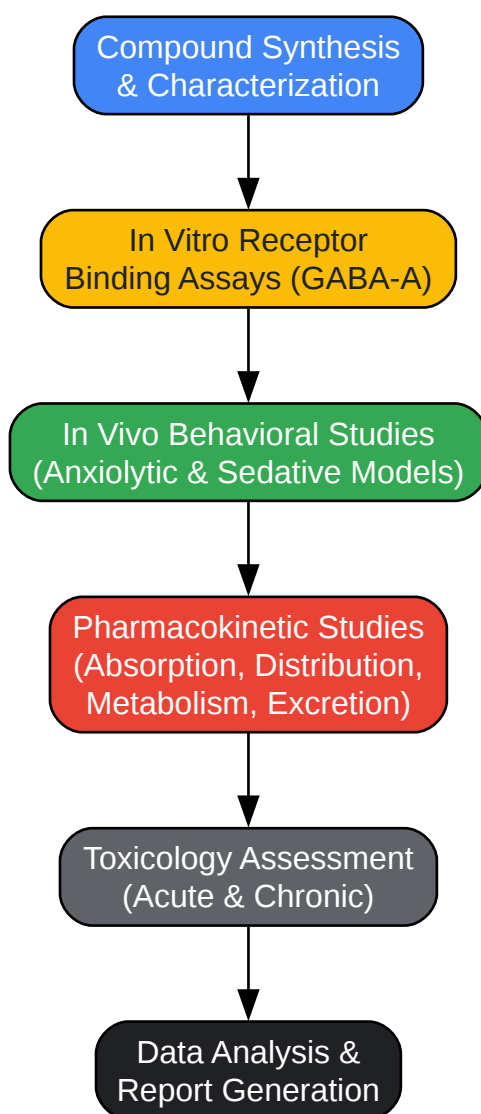 Compound Synthesis
& Characterization
In Vitro Receptor
Binding Assays (GABA-A)
In Vivo Behavioral Studies
(Anxiolytic & Sedative Models)
Pharmacokinetic Studies
(Absorption, Distribution,
Metabolism, Excretion)
Toxicology Assessment
(Acute & Chronic)
Data Analysis &
Report Generation